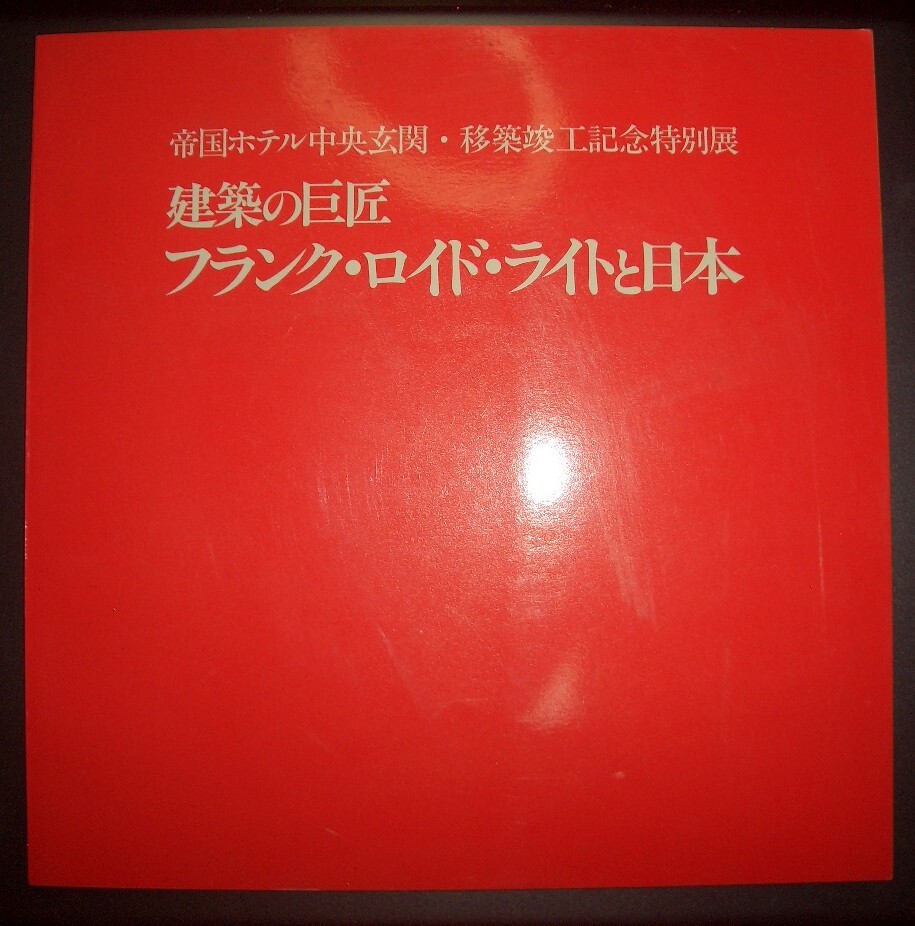 帝国ホテル中央玄関・移築竣工記念特別展
建築の巨匠
フランク・ロイド・ライトと日本